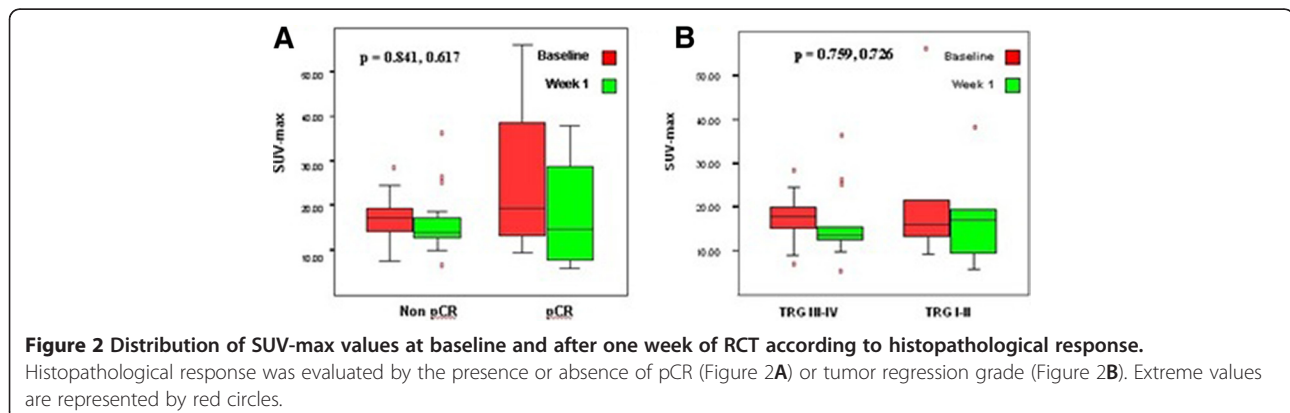 A
p = 0.841, 0.617
Baseline
Week 1
SUV-max
50.00
40.00
30.00
20.00
10.00
Non pCR
pCR
B
p = 0.759, 0.726
Baseline
Week 1
SUV-max
50.00
40.00
30.00
20.00
10.00
TRG III-IV
TRG I-II
Figure 2 Distribution of SUV-max values at baseline and after one week of RCT according to histopathological response.
Histopathological response was evaluated by the presence or absence of pCR (Figure 2A) or tumor regression grade (Figure 2B). Extreme values
are represented by red circles.